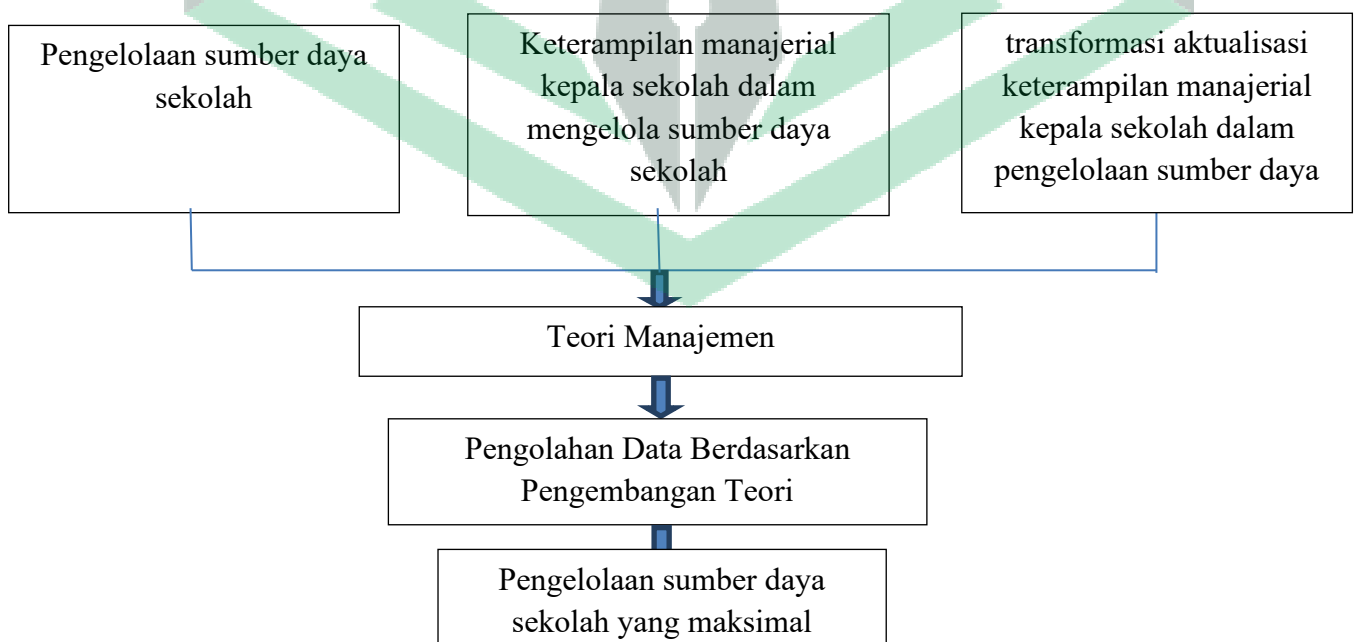 Pengelolaan sumber daya
sekolah
Keterampilan manajerial
kepala sekolah dalam
mengelola sumber daya
sekolah
transformasi aktualisasi
keterampilan manajerial
kepala sekolah dalam
pengelolaan sumber daya
Teori Manajemen
Pengolahan Data Berdasarkan
Pengembangan Teori
Pengelolaan sumber daya
sekolah yang maksimal